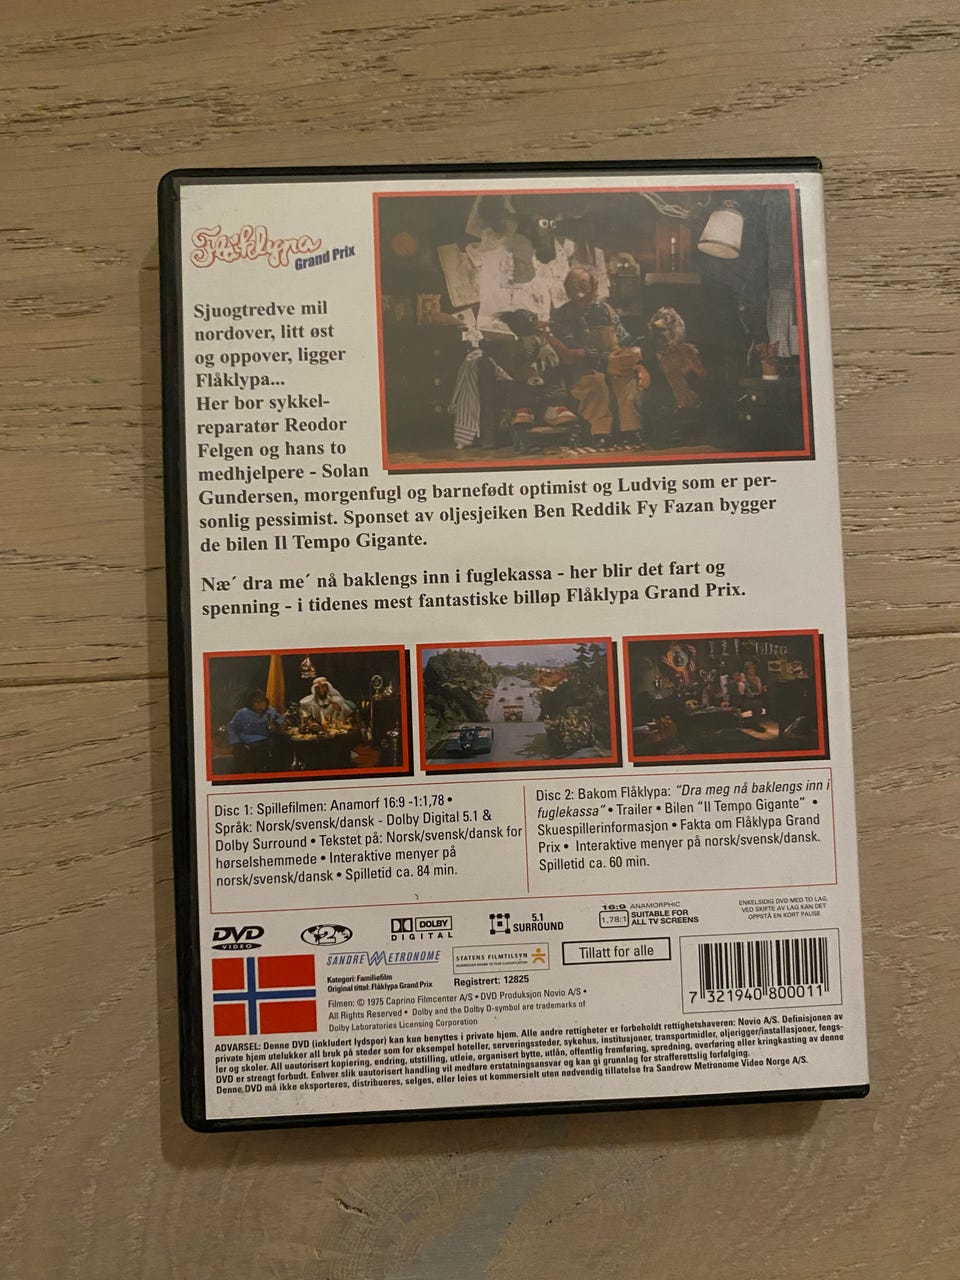 Flåklypa
Grand Prix
Sjuogtredve mil
nordover, litt øst
og oppover, ligger
Flåklypa...
Her bor sykkel-
reparatør Reodor
Felgen og hans to
medhjelpere - Solan
Gundersen, morgenfugl og barnefødt optimist og Ludvig som er per-
sonlig pessimist. Sponset av oljesjeiken Ben Reddik Fy Fazan bygger
de bilen Il Tempo Gigante.
Næ´ dra me´ nå baklengs inn i fuglekassa - her blir det fart og
spenning - i tidenes mest fantastiske billøp Flåklypa Grand Prix.
Disc 1: Spillefilmen: Anamorf 16:9 -1:1,78 •
Språk: Norsk/svensk/dansk - Dolby Digital 5.1 &
Dolby Surround • Tekstet på: Norsk/svensk/dansk for
hørselshemmede • Interaktive menyer på
norsk/svensk/dansk • Spilletid ca. 84 min.
Disc 2: Bakom Flåklypa: "Dra meg nå baklengs inn i
fuglekassa" • Trailer • Bilen "Il Tempo Gigante" •
Skuespillerinformasjon • Fakta om Flåklypa Grand
Prix • Interaktive menyer på norsk/svensk/dansk.
Spilletid ca. 60 min.
DVD
VIDEO
2
DOLBY
DIGITAL
5.1
SURROUND
16:9 ANAMORPHIC
1,78:1 SUITABLE FOR
ALL TV SCREENS
ENKELSIDIG DVD MED TO LAG.
VED SKIFTE AV LAG KAN DET
OPPSTÅ EN KORT PAUSE
SANDREW METRONOME
STATENS FILMTILSYN
NORWEGIAN BOARD OF FILM CLASSIFICATION
Tillatt for alle
Kategori: Familiefilm
Original tittel: Flåklypa Grand Prix
Registrert: 12825
7 321940 800011
Filmen: © 1975 Caprino Filmcenter A/S • DVD Produksjon Novio A/S •
All Rights Reserved • Dolby and the Dolby D-symbol are trademarks of
Dolby Laboratories Licensing Corporation
ADVARSEL: Denne DVD (inkludert lydspor) kan kun benyttes i private hjem. Alle andre rettigheter er forbeholdt rettighetshaveren: Novio A/S. Definisjonen av
private hjem utelukker all bruk på steder som for eksempel hoteller, serveringssteder, sykehus, institusjoner, transportmidler, oljerigger/installasjoner, fengs-
ler og skoler. All uautorisert kopiering, endring, utstilling, utleie, organisert bytte, utlån, offentlig fremføring, spredning, overføring eller kringkasting av denne
DVD er strengt forbudt. Enhver slik uautorisert handling vil medføre erstatningsansvar og kan gi grunnlag for strafferettslig forfølging.
Denne DVD må ikke eksporteres, distribueres, selges, eller leies ut kommersielt uten nødvendig tillatelse fra Sandrew Metronome Video Norge A/S.